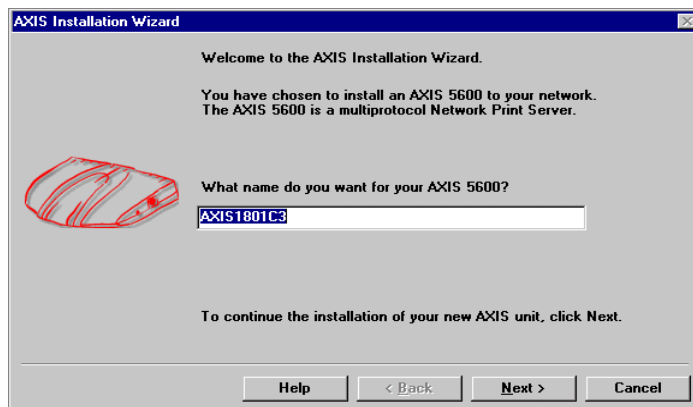 AXIS Installation Wizard
Welcome to the AXIS Installation Wizard.
You have chosen to install an AXIS 5600 to your network.
The AXIS 5600 is a multiprotocol Network Print Server.
What name do you want for your AXIS 5600?
AXIS1801C3
To continue the installation of your new AXIS unit, click Next.
Help
< Back
Next >
Cancel